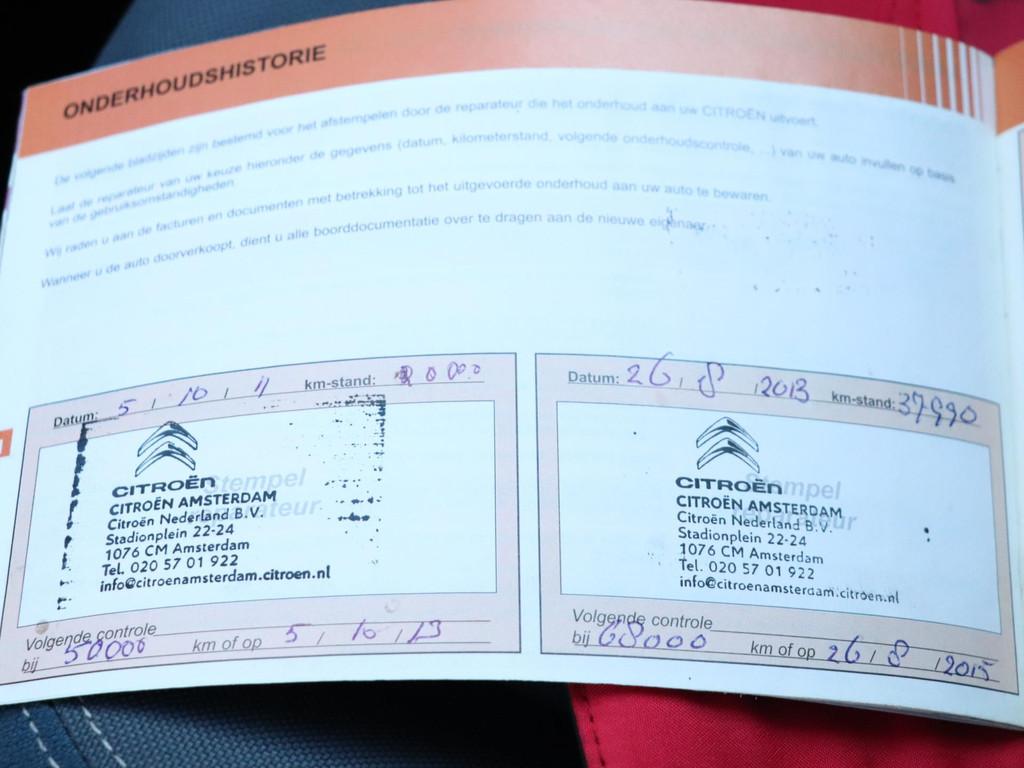 ONDERHOUDSHISTORIE
De volgende bladzijden zijn bestemd voor het afstempelen door de reparateur die het onderhoud aan uw CITROËN uitvoert.
Laat de reparateur van uw keuze hieronder de gegevens (datum, kilometerstand, volgende onderhoudscontrole, ...) van uw auto invullen op basis
van de gebruiksomstandigheden.
Wij raden u aan de facturen en documenten met betrekking tot het uitgevoerde onderhoud aan uw auto te bewaren.
Wanneer u de auto doorverkoopt, dient u alle boorddocumentatie over te dragen aan de nieuwe eigenaar.
Datum: 5 / 10 / 11 km-stand: 20000
Stempel
reparateur
CITROËN
CITROËN AMSTERDAM
Citroën Nederland B.V.
Stadionplein 22-24
1076 CM Amsterdam
Tel. 020 57 01 922
info@citroenamsterdam.citroen.nl
Volgende controle
bij 50000 km of op 5 / 10 / 13
Datum: 26 / 8 / 2013 km-stand: 37990
Stempel
reparateur
CITROËN
CITROËN AMSTERDAM
Citroën Nederland B.V.
Stadionplein 22-24
1076 CM Amsterdam
Tel. 020 57 01 922
info@citroenamsterdam.citroen.nl
Volgende controle
bij 68000 km of op 26 / 8 / 2015